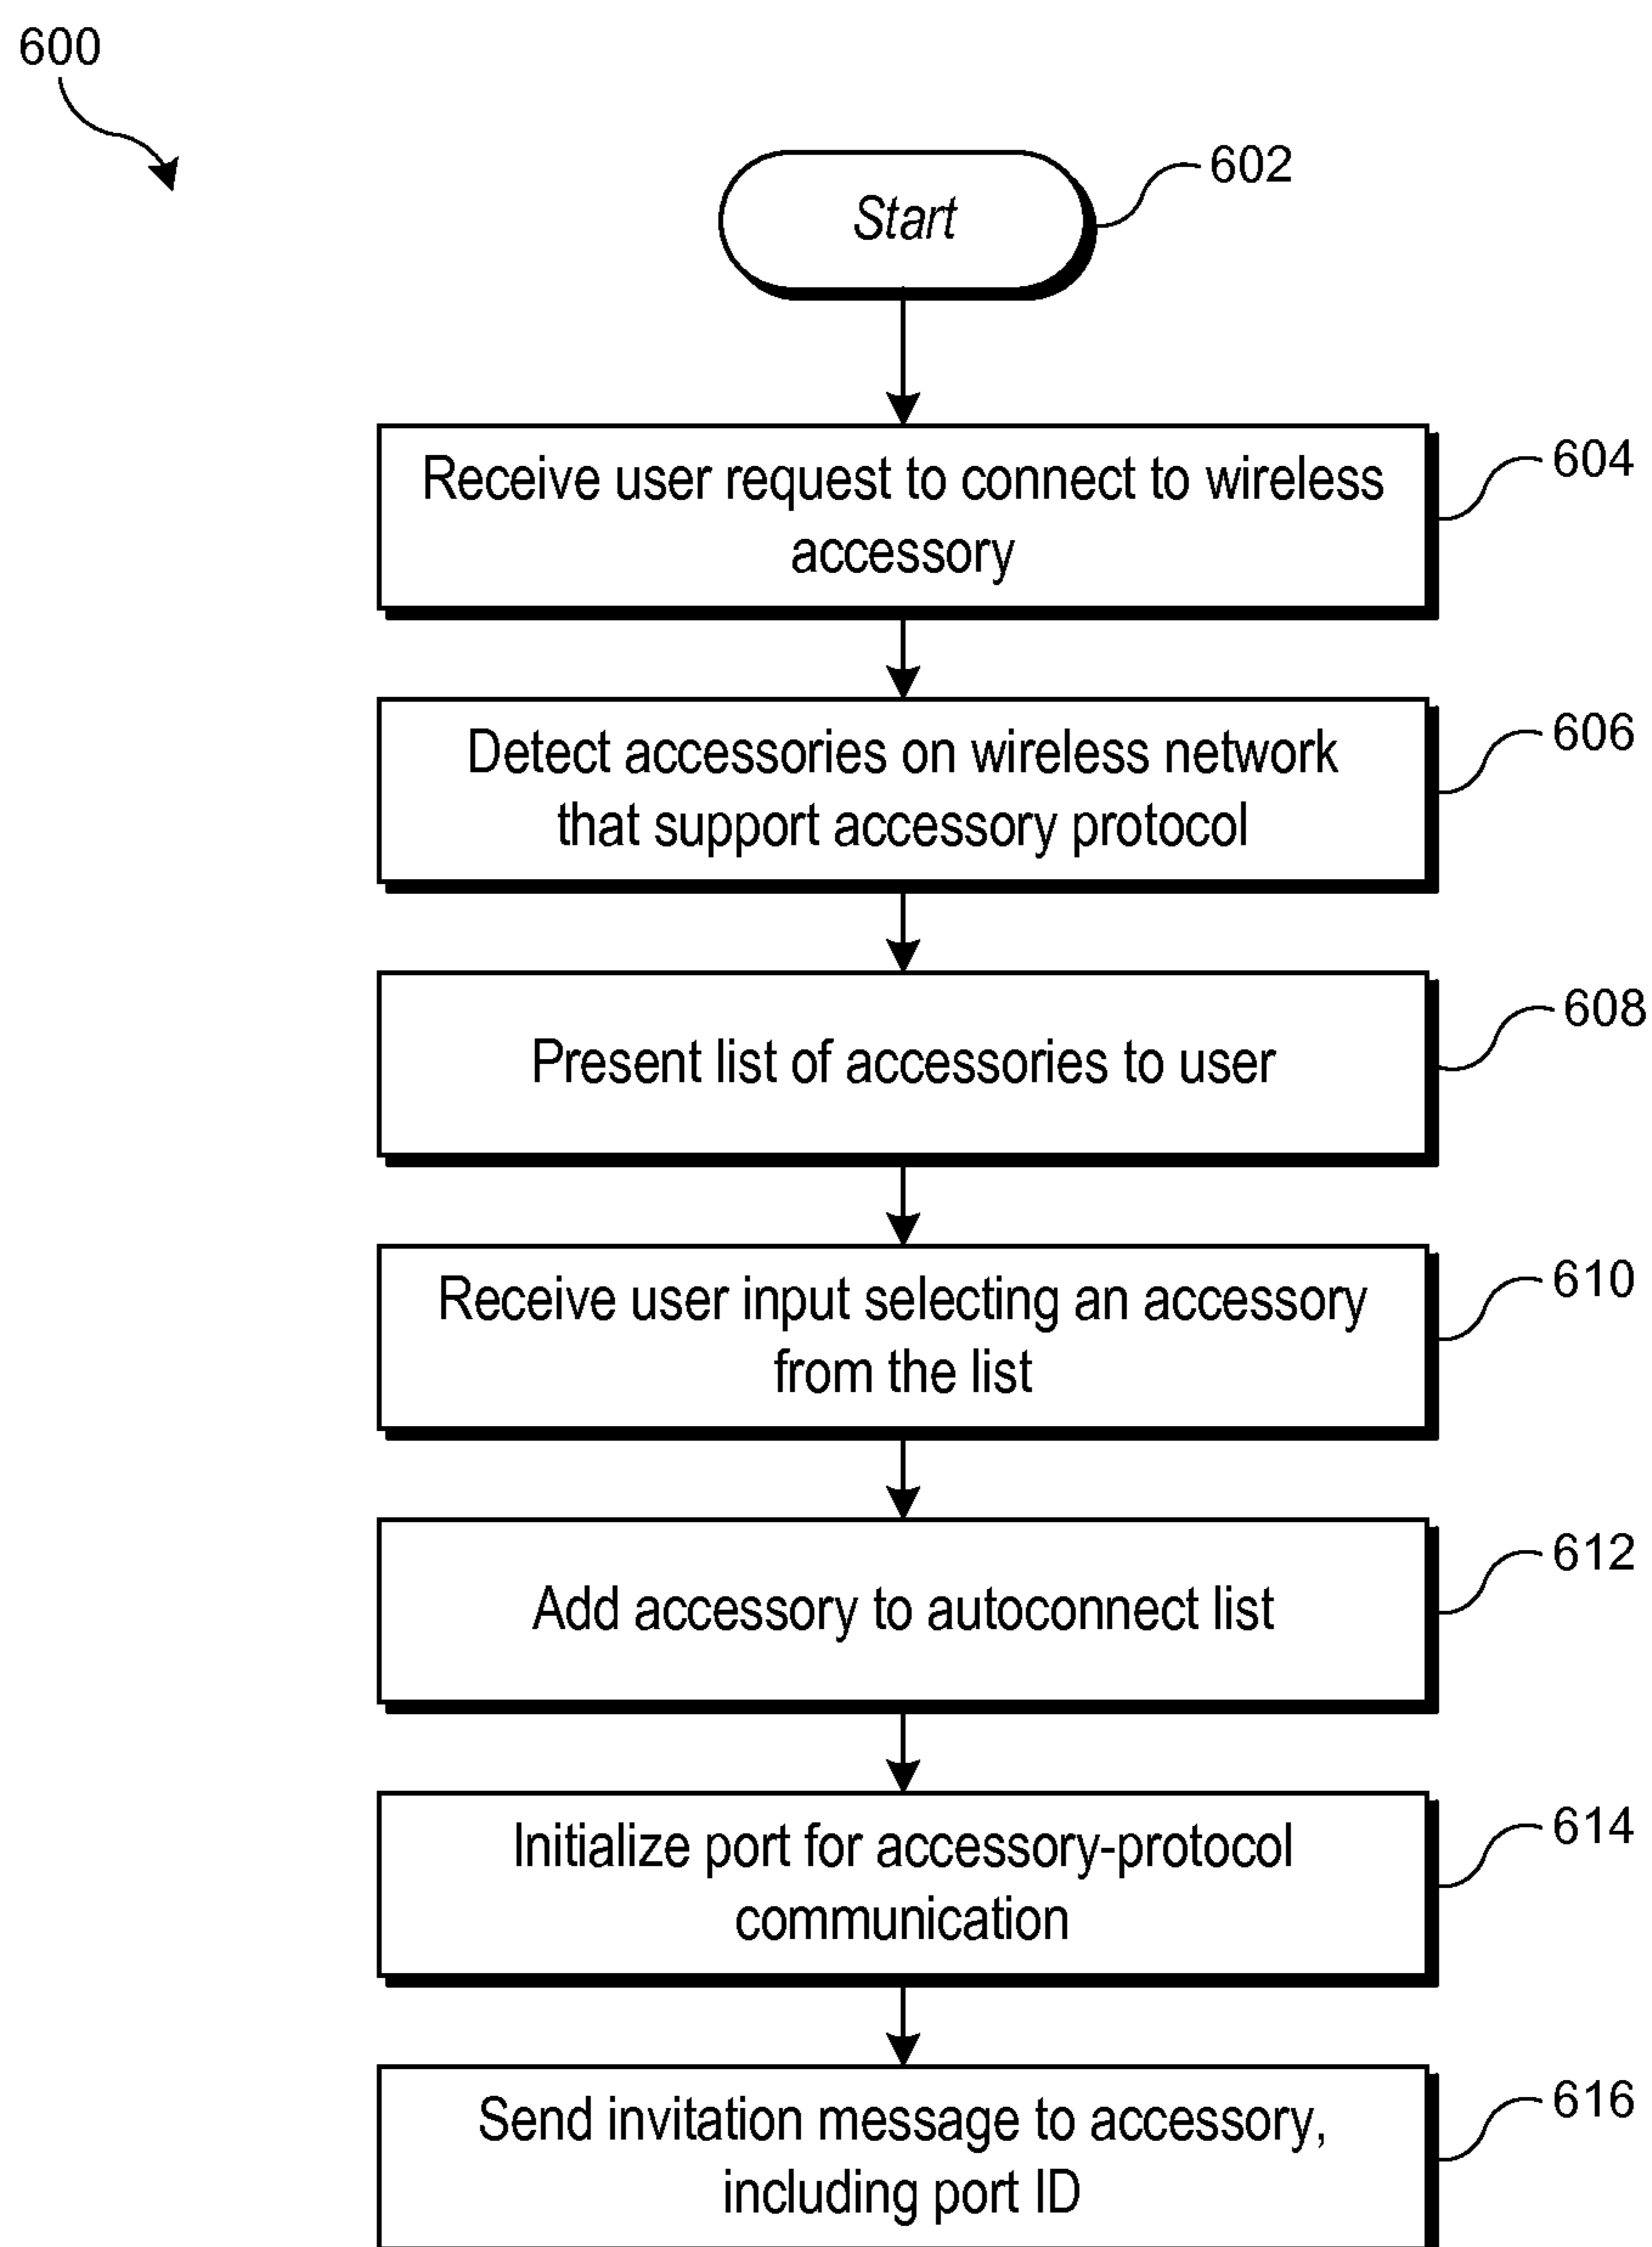 600
Start
602
Receive user request to connect to wireless
accessory
604
Detect accessories on wireless network
that support accessory protocol
606
Present list of accessories to user
608
Receive user input selecting an accessory
from the list
610
Add accessory to autoconnect list
612
Initialize port for accessory-protocol
communication
614
Send invitation message to accessory,
including port ID
616